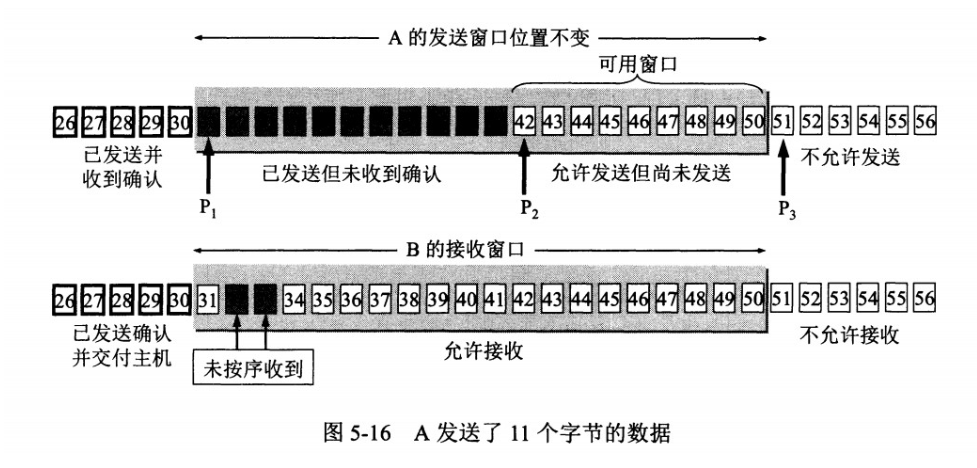 A 的发送窗口位置不变
可用窗口
26 27 28 29 30 42 43 44 45 46 47 48 49 50 51 52 53 54 55 56
已发送并
收到确认
已发送但未收到确认
允许发送但尚未发送
不允许发送
P1
P2
P3
B 的接收窗口
26 27 28 29 30 31 34 35 36 37 38 39 40 41 42 43 44 45 46 47 48 49 50 51 52 53 54 55 56
已发送确认
并交付主机
未按序收到
允许接收
不允许接收
图 5-16 A 发送了 11 个字节的数据